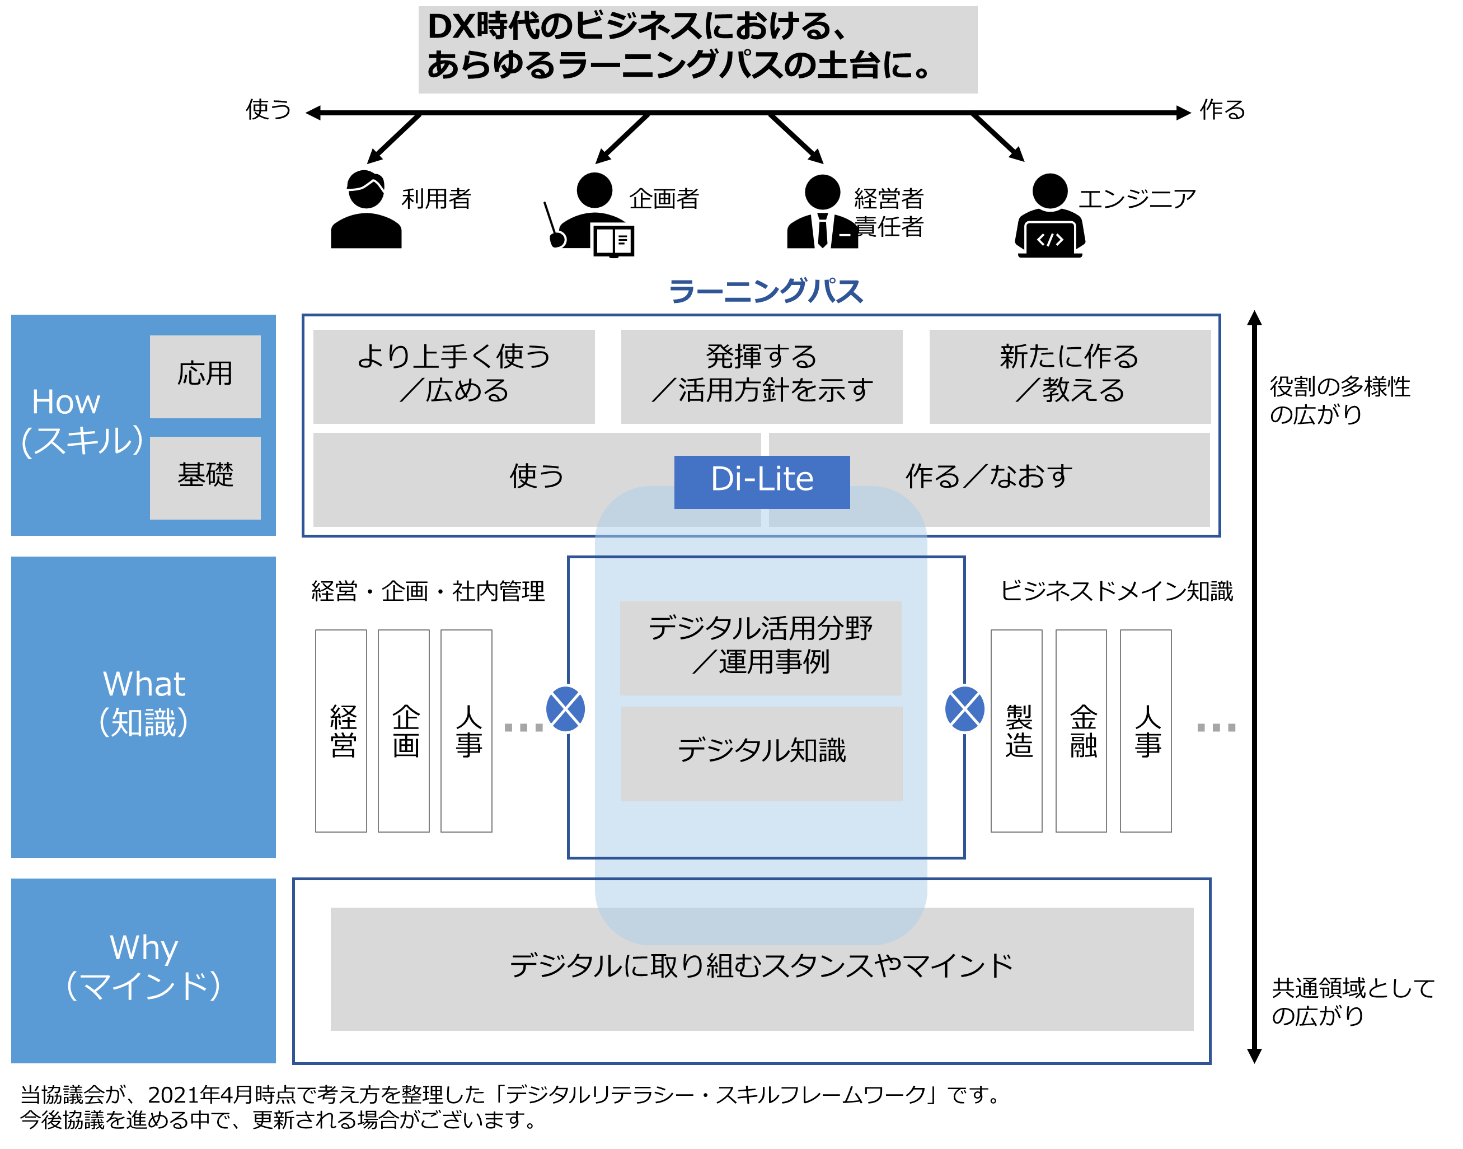 DX時代のビジネスにおける、
あらゆるラーニングパスの土台に。
使う
作る
利用者
企画者
経営者
責任者
エンジニア
</>
ラーニングパス
How
（スキル）
応用
基礎
より上手く使う
／広める
発揮する
／活用方針を示す
新たに作る
／教える
使う
Di-Lite
作る／なおす
役割の多様性
の広がり
What
（知識）
経営・企画・社内管理
経営
企画
人事
…
デジタル活用分野
／運用事例
デジタル知識
ビジネスドメイン知識
製造
金融
人事
…
Why
（マインド）
デジタルに取り組むスタンスやマインド
共通領域として
の広がり
当協議会が、2021年4月時点で考え方を整理した「デジタルリテラシー・スキルフレームワーク」です。
今後協議を進める中で、更新される場合がございます。